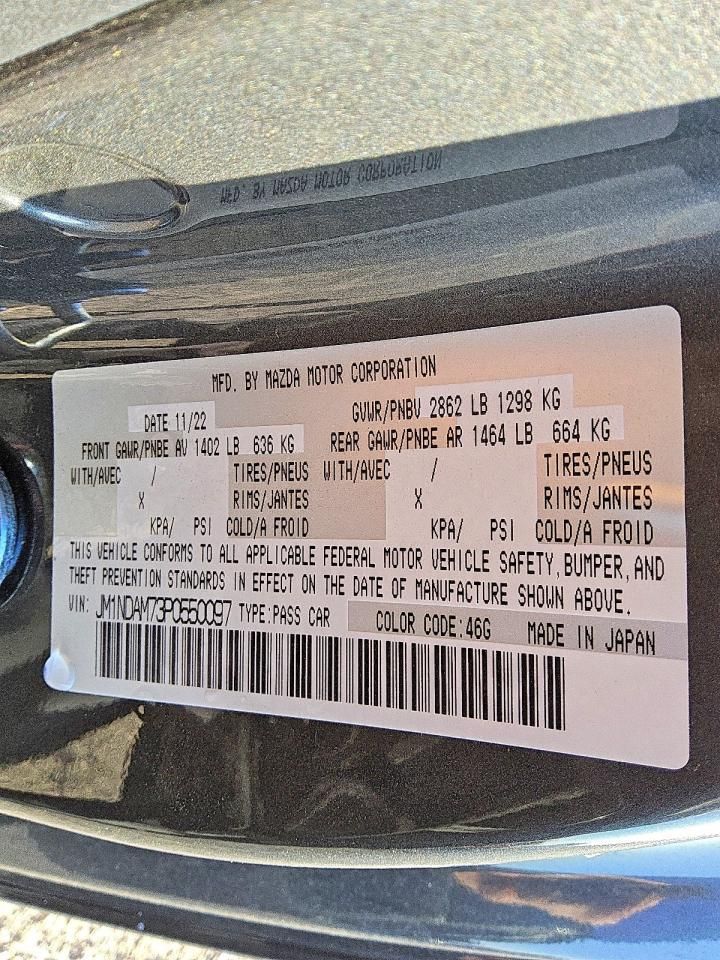 MFD. BY MAZDA MOTOR CORPORATION
MFD. BY MAZDA MOTOR CORPORATION
DATE 11/22 GVWR/PNBV 2862 LB 1298 KG
FRONT GAWR/PNBE AV 1402 LB 636 KG REAR GAWR/PNBE AR 1464 LB 664 KG
WITH/AVEC / TIRES/PNEUS WITH/AVEC / TIRES/PNEUS
X RIMS/JANTES X RIMS/JANTES
KPA/ PSI COLD/A FROID KPA/ PSI COLD/A FROID
THIS VEHICLE CONFORMS TO ALL APPLICABLE FEDERAL MOTOR VEHICLE SAFETY, BUMPER, AND
THEFT PREVENTION STANDARDS IN EFFECT ON THE DATE OF MANUFACTURE SHOWN ABOVE.
VIN: JM1NDAM73P0550097 TYPE:PASS CAR COLOR CODE:46G MADE IN JAPAN